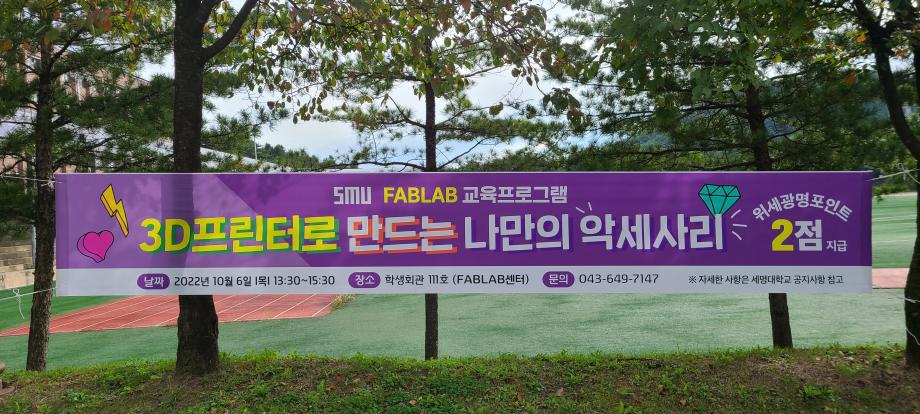 SMU FABLAB 교육프로그램
3D프린터로 만드는 나만의 악세사리
위세광명포인트
2점 지급
날짜 2022년 10월 6일 (목) 13:30~15:30 장소 학생회관 111호 (FABLAB센터) 문의 043-649-7147 ※ 자세한 사항은 세명대학교 공지사항 참고